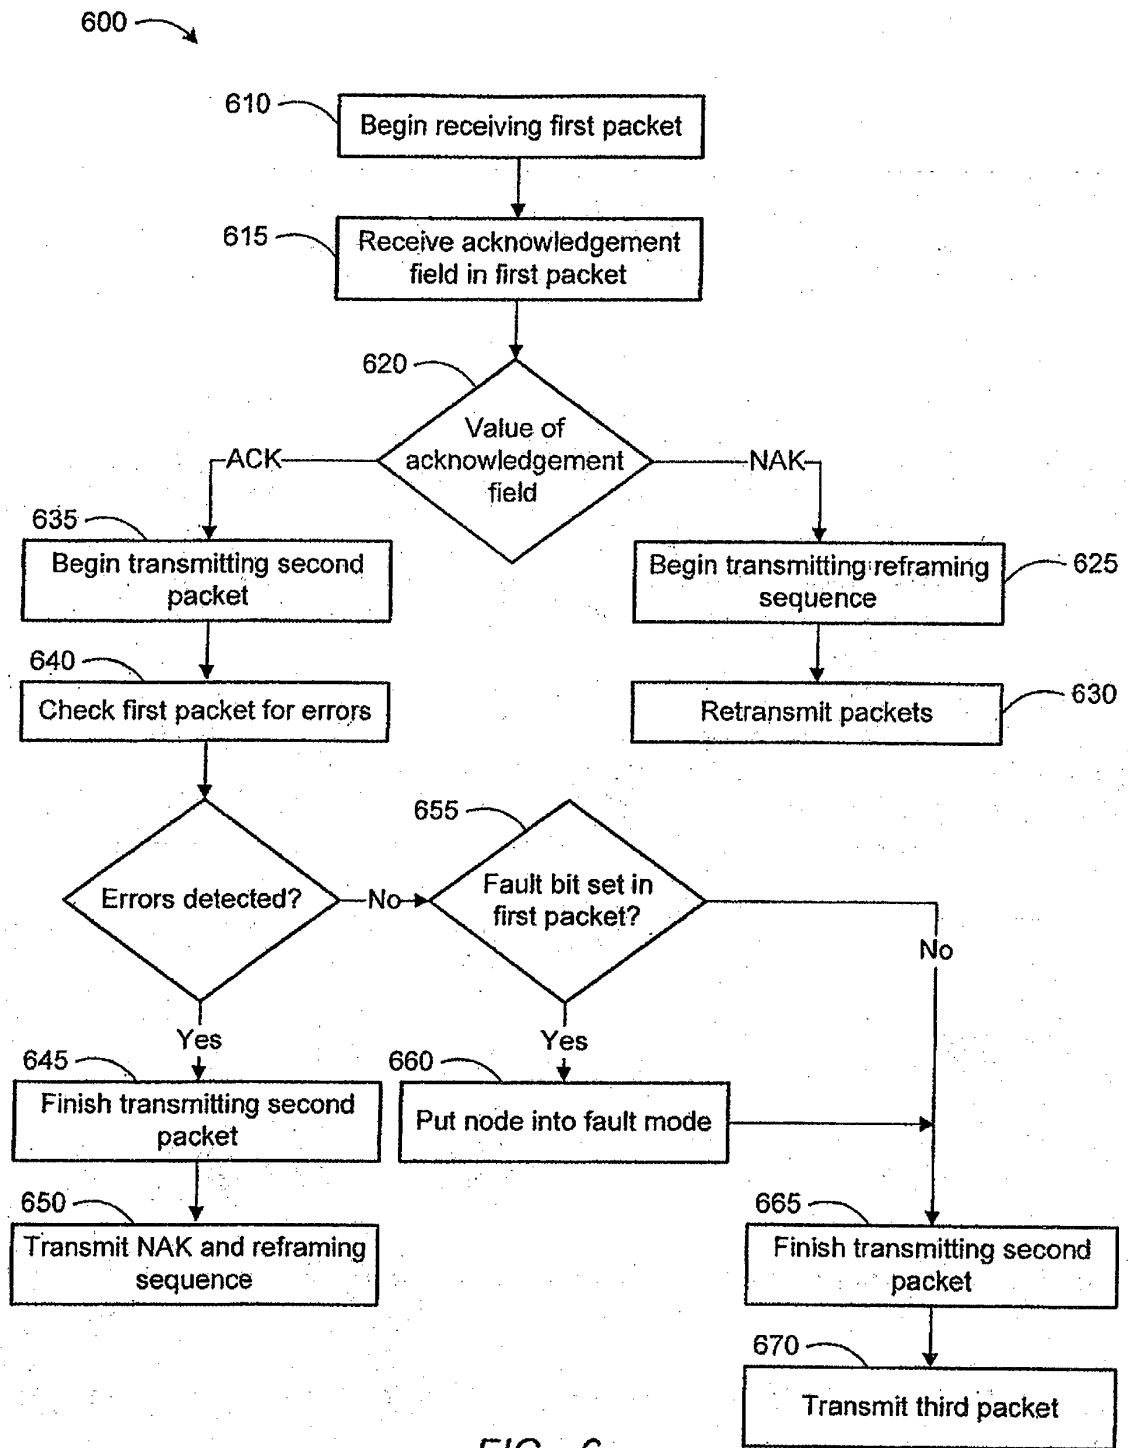 600
610
Begin receiving first packet
615
Receive acknowledgement
field in first packet
620
Value of
acknowledgement
field
ACK
NAK
635
Begin transmitting second
packet
Begin transmitting reframing
sequence
625
640
Check first packet for errors
Retransmit packets
630
Errors detected?
No
655
Fault bit set in
first packet?
No
Yes
Yes
645
Finish transmitting second
packet
660
Put node into fault mode
650
Transmit NAK and reframing
sequence
665
Finish transmitting second
packet
670
Transmit third packet
FIG. 6